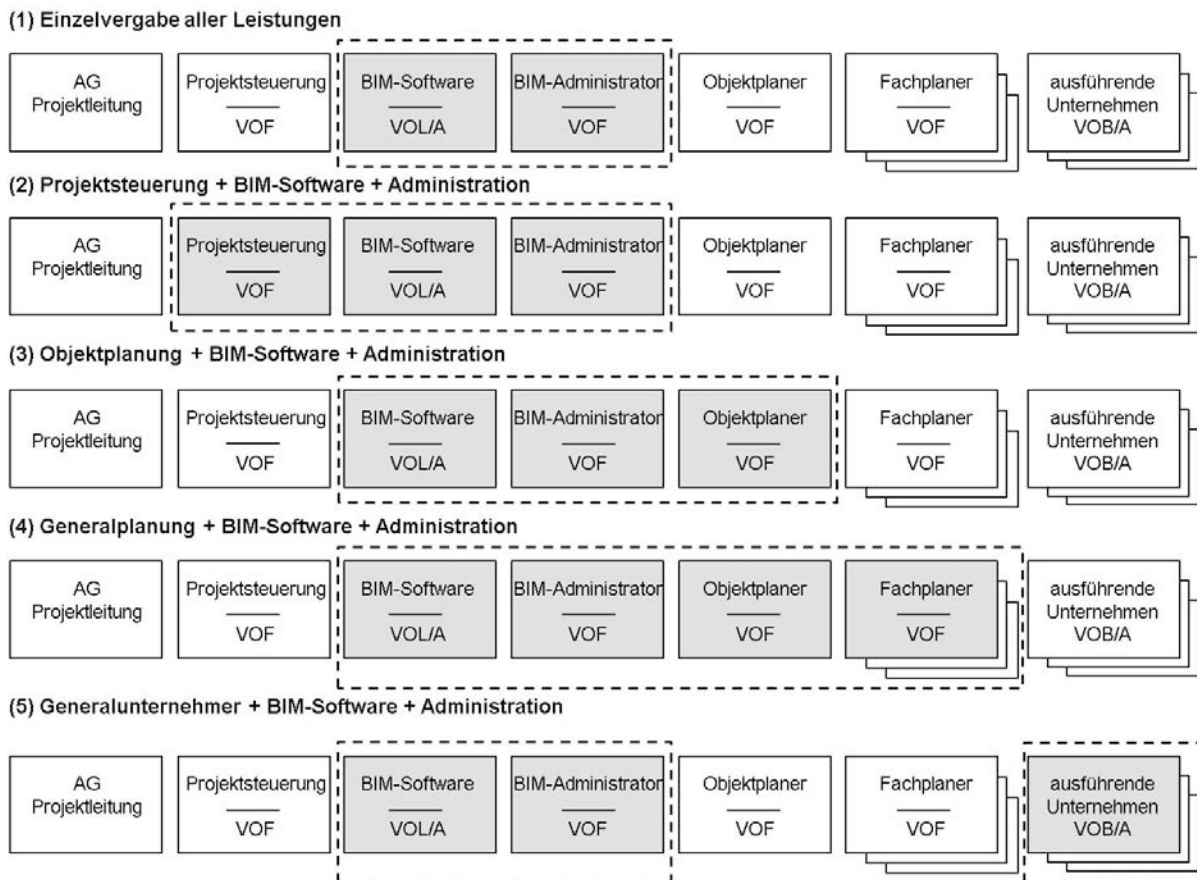 (1) Einzelvergabe aller Leistungen
AG
Projektleitung
Projektsteuerung
VOF
BIM-Software
VOL/A
BIM-Administrator
VOF
Objektplaner
VOF
Fachplaner
VOF
ausführende
Unternehmen
VOB/A
(2) Projektsteuerung + BIM-Software + Administration
AG
Projektleitung
Projektsteuerung
VOF
BIM-Software
VOL/A
BIM-Administrator
VOF
Objektplaner
VOF
Fachplaner
VOF
ausführende
Unternehmen
VOB/A
(3) Objektplanung + BIM-Software + Administration
AG
Projektleitung
Projektsteuerung
VOF
BIM-Software
VOL/A
BIM-Administrator
VOF
Objektplaner
VOF
Fachplaner
VOF
ausführende
Unternehmen
VOB/A
(4) Generalplanung + BIM-Software + Administration
AG
Projektleitung
Projektsteuerung
VOF
BIM-Software
VOL/A
BIM-Administrator
VOF
Objektplaner
VOF
Fachplaner
VOF
ausführende
Unternehmen
VOB/A
(5) Generalunternehmer + BIM-Software + Administration
AG
Projektleitung
Projektsteuerung
VOF
BIM-Software
VOL/A
BIM-Administrator
VOF
Objektplaner
VOF
Fachplaner
VOF
ausführende
Unternehmen
VOB/A